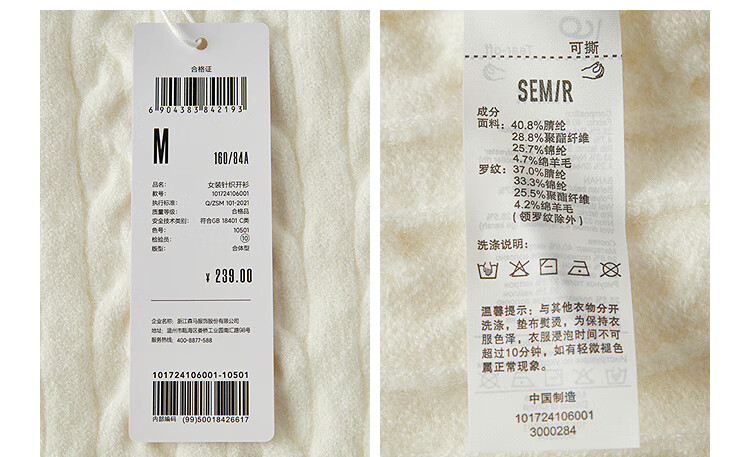 合格证
6 904383 842193
M
160/84A
品名: 女装针织开衫
款号: 101724106001
执行标准: Q/ZSM 101-2021
质量等级: 合格品
安全技术类别: 符合GB 18401 C类
色号: 10501
检验员: 10
版型: 合体型
¥ 239.00
企业名称: 浙江森马服饰股份有限公司
地址: 温州市瓯海区娄桥工业园南汇路98号
服务热线: 400-8877-588
101724106001-10501
内部编码: (99)50018426617
Tear-off
可撕
SEM/R
成分
面料: 40.8%腈纶
28.8%聚酯纤维
25.7%锦纶
4.7%绵羊毛
罗纹: 37.0%腈纶
33.3%锦纶
25.5%聚酯纤维
4.2%绵羊毛
(领罗纹除外)
洗涤说明:
温馨提示: 与其他衣物分开
洗涤, 垫布熨烫, 为保持衣
服色泽, 衣服浸泡时间不可
超过10分钟, 如有轻微褪色
属正常现象。
中国制造
101724106001
3000284